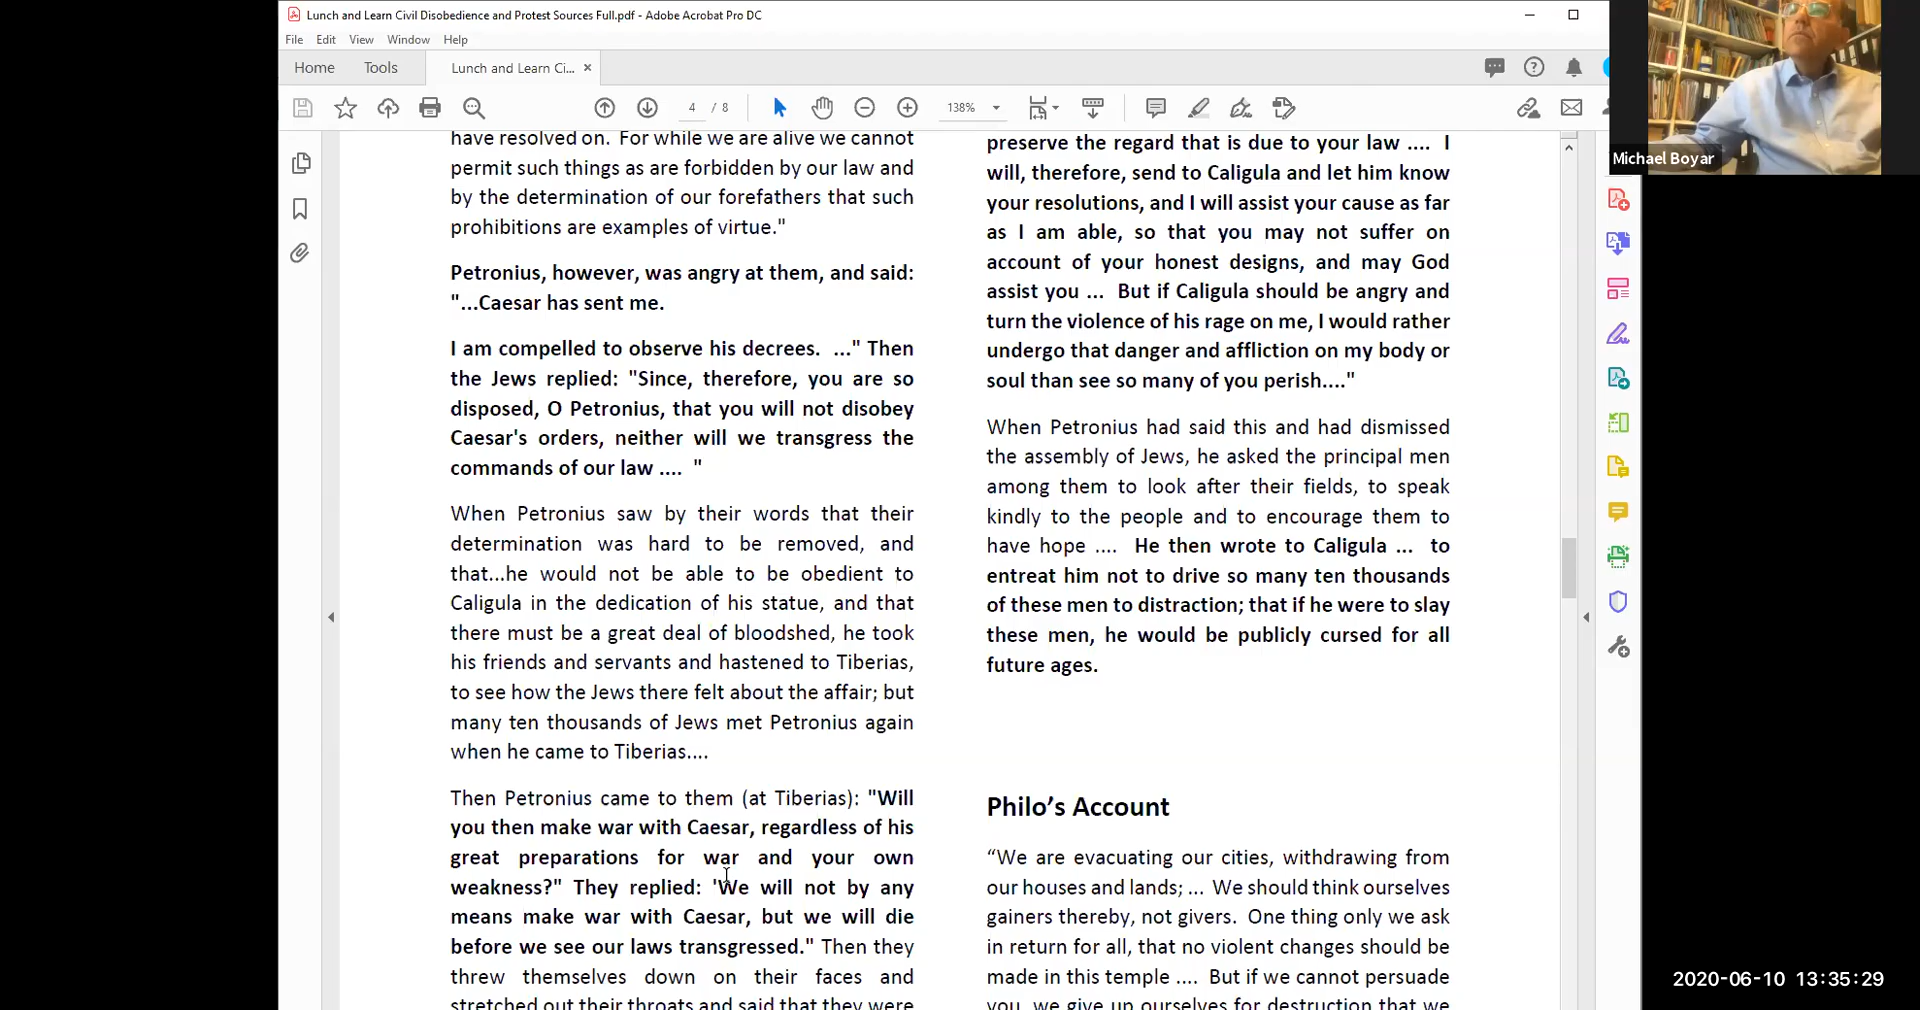 Lunch and Learn Civil Disobedience and Protest Sources Full.pdf - Adobe Acrobat Pro DC
File Edit View Window Help
Home Tools Lunch and Learn Ci... ×
4 / 8 138%
have resolved on. For while we are alive we cannot
permit such things as are forbidden by our law and
by the determination of our forefathers that such
prohibitions are examples of virtue."
Petronius, however, was angry at them, and said:
"...Caesar has sent me.
I am compelled to observe his decrees. ..." Then
the Jews replied: "Since, therefore, you are so
disposed, O Petronius, that you will not disobey
Caesar's orders, neither will we transgress the
commands of our law .... "
When Petronius saw by their words that their
determination was hard to be removed, and
that...he would not be able to be obedient to
Caligula in the dedication of his statue, and that
there must be a great deal of bloodshed, he took
his friends and servants and hastened to Tiberias,
to see how the Jews there felt about the affair; but
many ten thousands of Jews met Petronius again
when he came to Tiberias....
Then Petronius came to them (at Tiberias): "Will
you then make war with Caesar, regardless of his
great preparations for war and your own
weakness?" They replied: 'We will not by any
means make war with Caesar, but we will die
before we see our laws transgressed." Then they
threw themselves down on their faces and
stretched out their throats and said that they were
preserve the regard that is due to your law .... I
will, therefore, send to Caligula and let him know
your resolutions, and I will assist your cause as far
as I am able, so that you may not suffer on
account of your honest designs, and may God
assist you ... But if Caligula should be angry and
turn the violence of his rage on me, I would rather
undergo that danger and affliction on my body or
soul than see so many of you perish...."
When Petronius had said this and had dismissed
the assembly of Jews, he asked the principal men
among them to look after their fields, to speak
kindly to the people and to encourage them to
have hope .... He then wrote to Caligula ... to
entreat him not to drive so many ten thousands
of these men to distraction; that if he were to slay
these men, he would be publicly cursed for all
future ages.
Philo’s Account
“We are evacuating our cities, withdrawing from
our houses and lands; ... We should think ourselves
gainers thereby, not givers. One thing only we ask
in return for all, that no violent changes should be
made in this temple .... But if we cannot persuade
you, we give up ourselves for destruction that we
Michael Boyar
2020-06-10 13:35:29